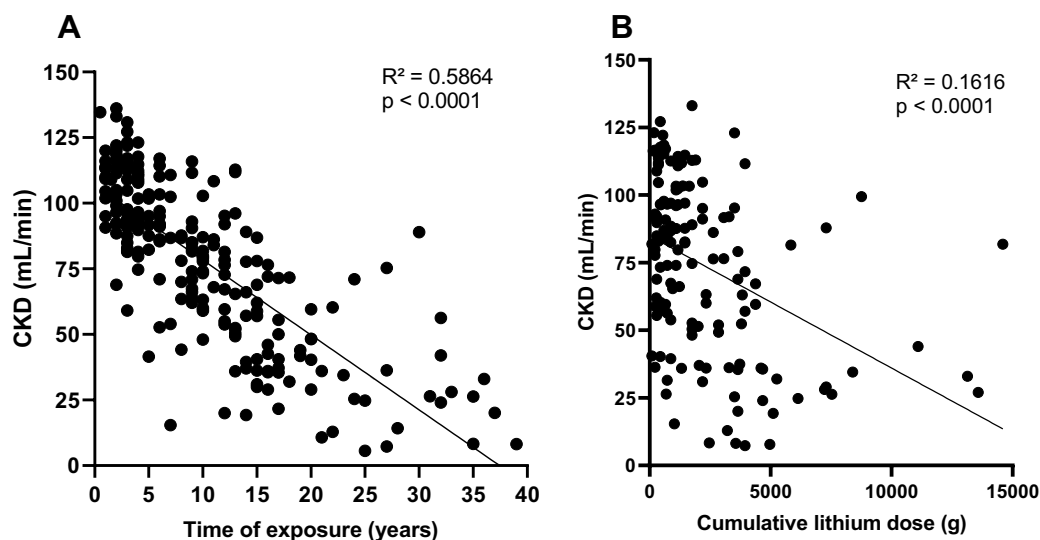 A
R² = 0.5864
p < 0.0001
CKD (mL/min)
150
125
100
75
50
25
0
0 5 10 15 20 25 30 35 40
Time of exposure (years)
B
R² = 0.1616
p < 0.0001
CKD (mL/min)
150
125
100
75
50
25
0
0 5000 10000 15000
Cumulative lithium dose (g)